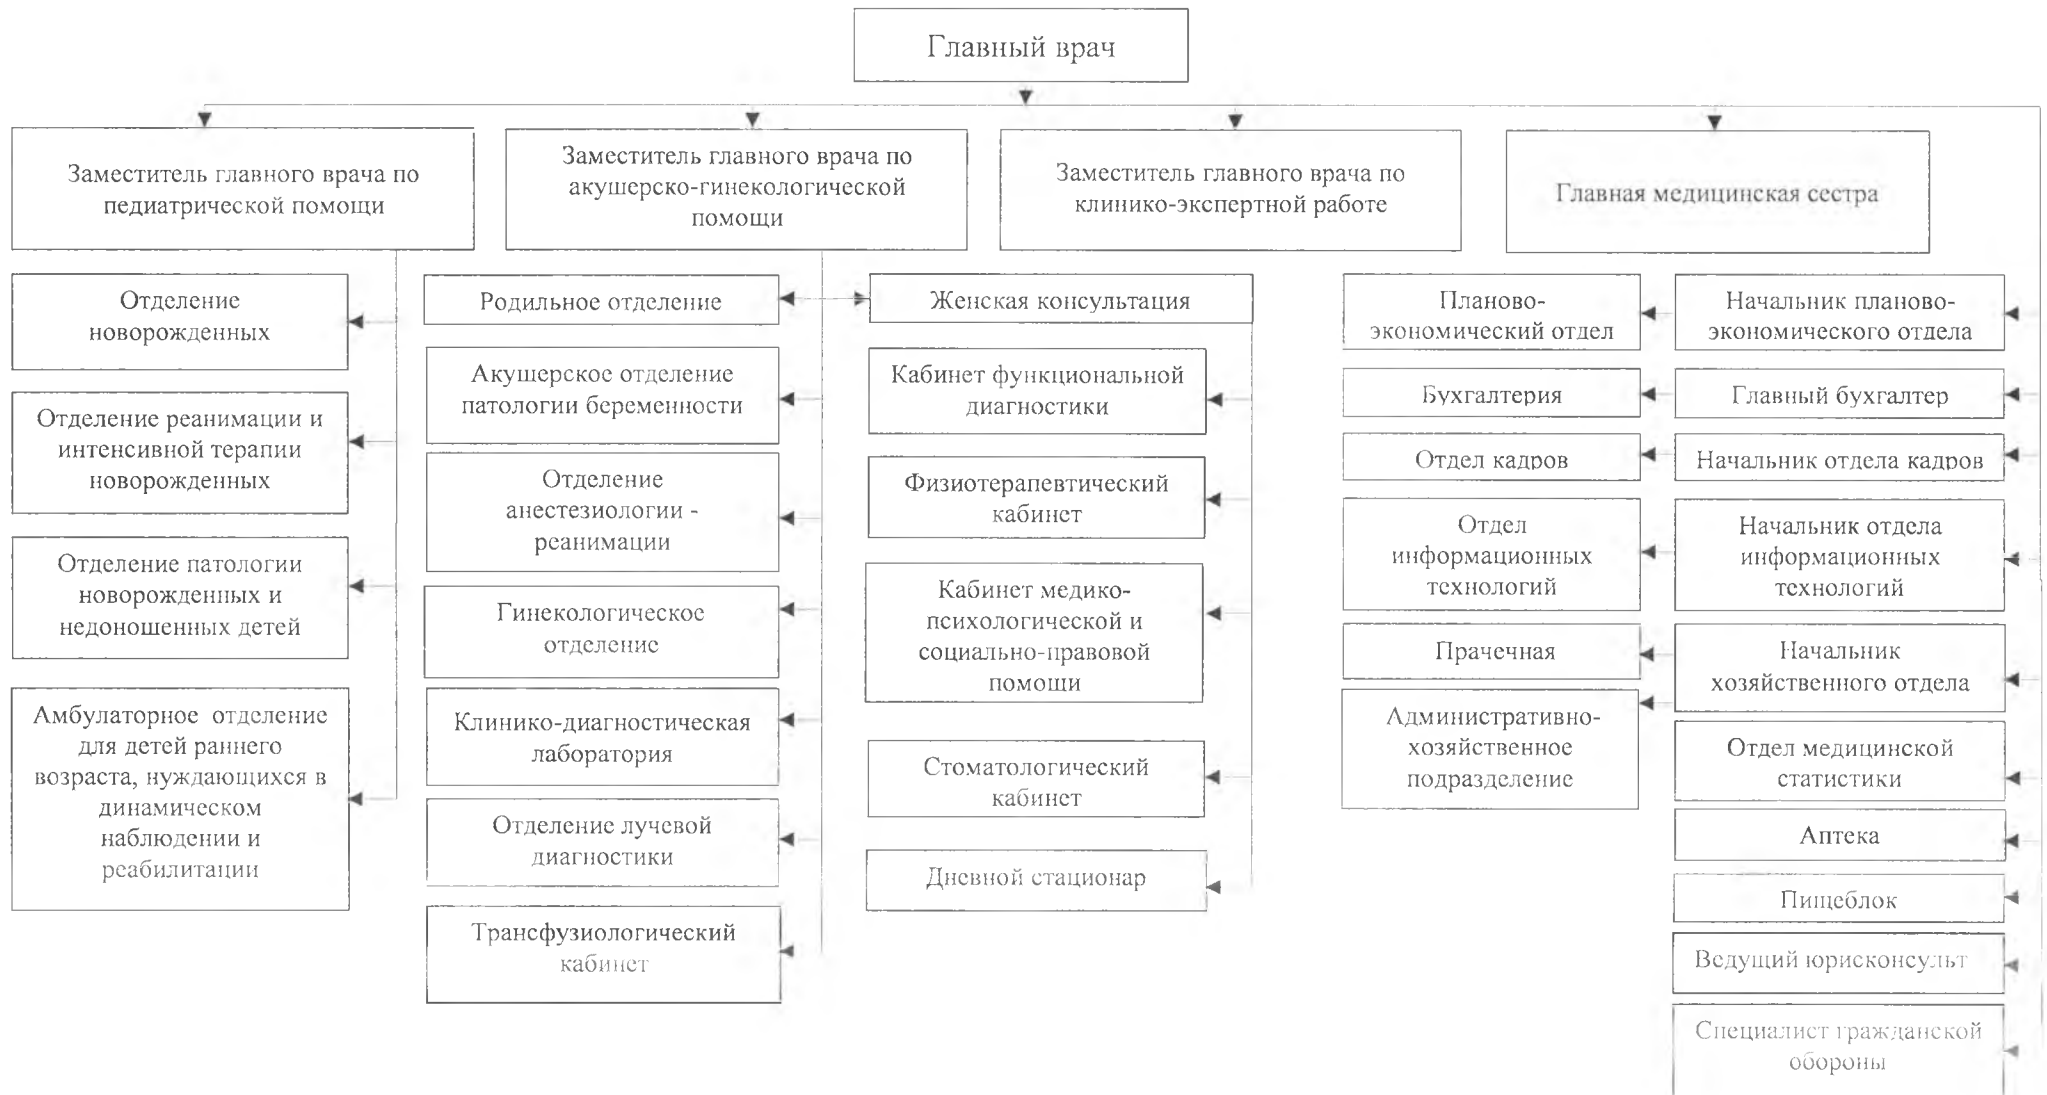 Главный врач
Заместитель главного врача по
педиатрической помощи
Заместитель главного врача по
акушерско-гинекологической
помощи
Заместитель главного врача по
клинико-экспертной работе
Главная медицинская сестра
Отделение
новорожденных
Отделение реанимации и
интенсивной терапии
новорожденных
Отделение патологии
новорожденных и
недоношенных детей
Амбулаторное отделение
для детей раннего
возраста, нуждающихся в
динамическом
наблюдении и
реабилитации
Родильное отделение
Акушерское отделение
патологии беременности
Отделение
анестезиологии -
реанимации
Гинекологическое
отделение
Клинико-диагностическая
лаборатория
Отделение лучевой
диагностики
Трансфузиологический
кабинет
Женская консультация
Кабинет функциональной
диагностики
Физиотерапевтический
кабинет
Кабинет медико-
психологической и
социально-правовой
помощи
Стоматологический
кабинет
Дневной стационар
Планово-
экономический отдел
Бухгалтерия
Отдел кадров
Отдел
информационных
технологий
Прачечная
Административно-
хозяйственное
подразделение
Начальник планово-
экономического отдела
Главный бухгалтер
Начальник отдела кадров
Начальник отдела
информационных
технологий
Начальник
хозяйственного отдела
Отдел медицинской
статистики
Аптека
Пищеблок
Ведущий юрисконсульт
Специалист гражданской
обороны